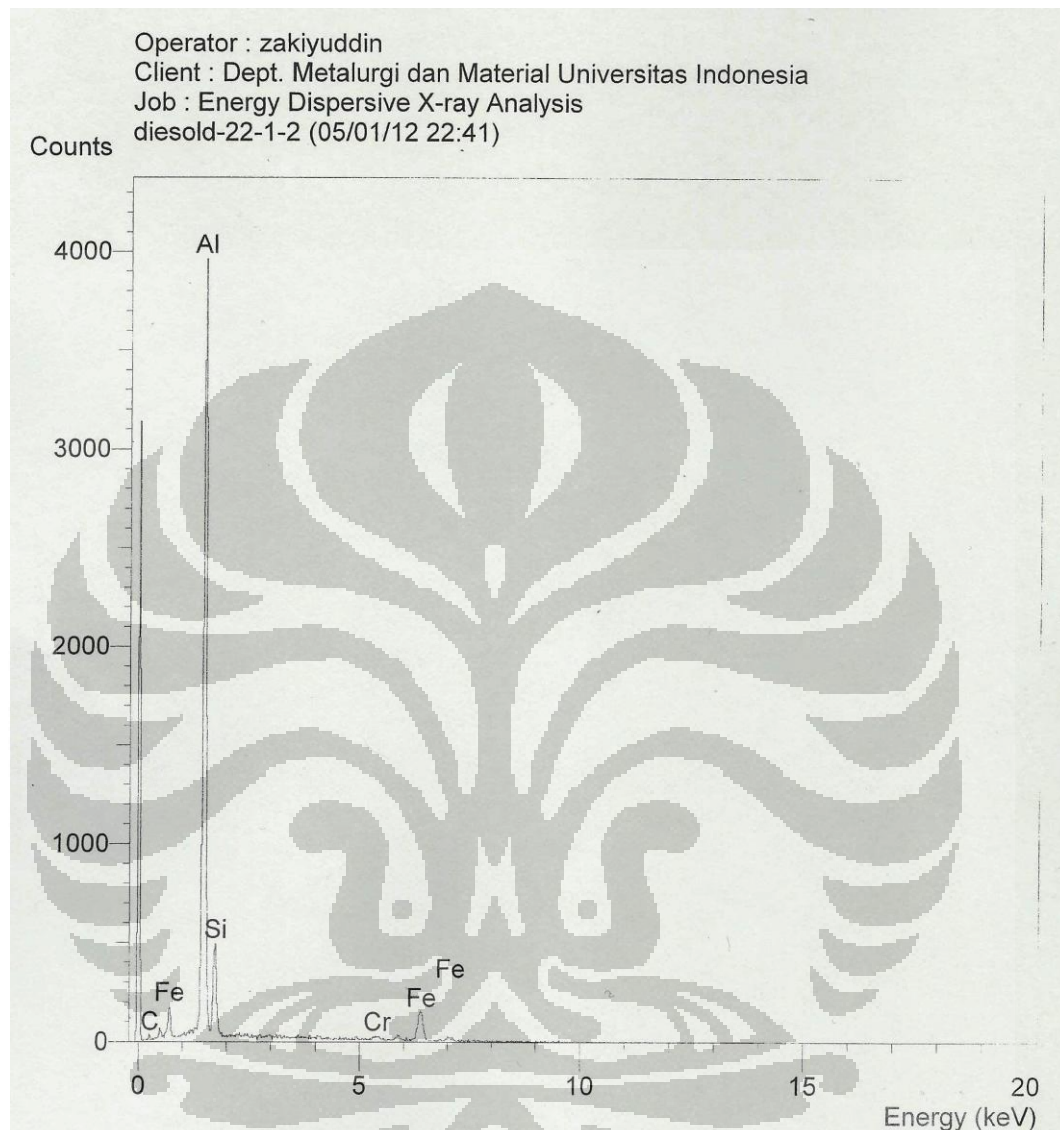 Operator : zakiyuddin
Client : Dept. Metalurgi dan Material Universitas Indonesia
Job : Energy Dispersive X-ray Analysis
diesold-22-1-2 (05/01/12 22:41)
Counts
4000
Al
3000
2000
1000
Si
Fe
Fe
Fe
C
Cr
0
0 5 10 15 20
Energy (keV)